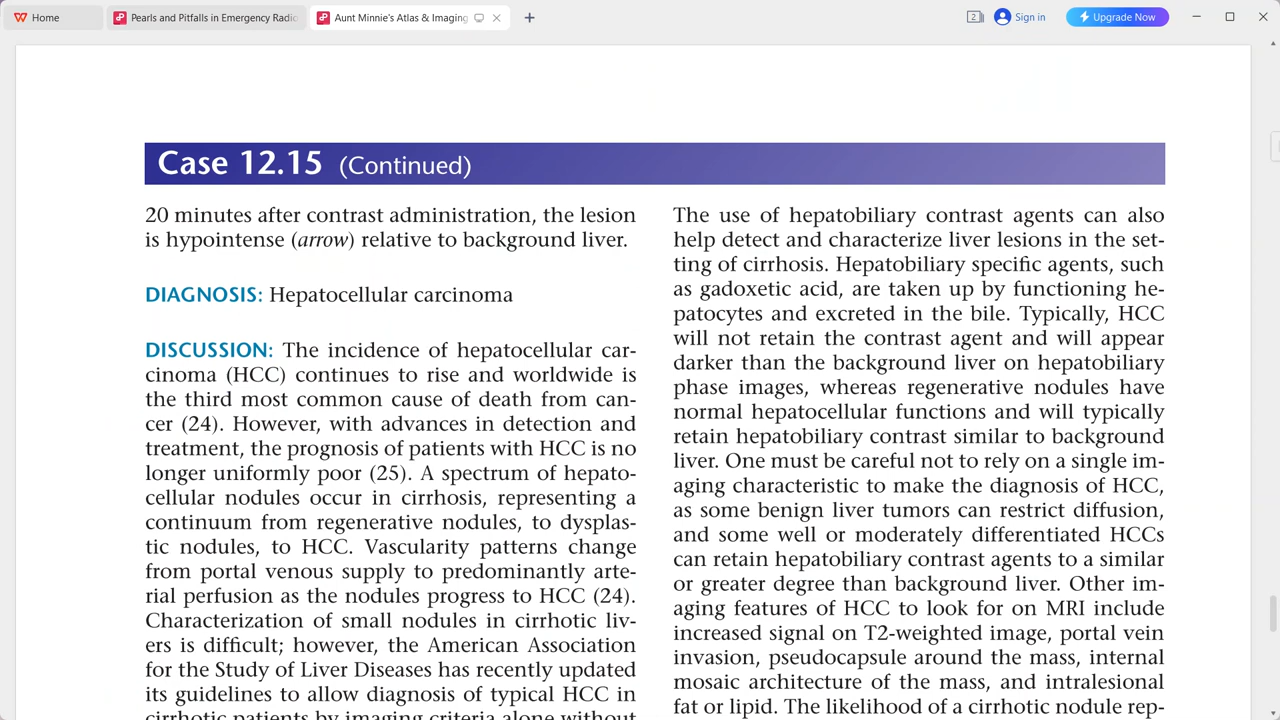 Home
Pearls and Pitfalls in Emergency Radic
Aunt Minnie's Atlas & Imaging
2
Sign in
Upgrade Now
Case 12.15 (Continued)
20 minutes after contrast administration, the lesion
is hypointense (arrow) relative to background liver.
DIAGNOSIS: Hepatocellular carcinoma
DISCUSSION: The incidence of hepatocellular car-
cinoma (HCC) continues to rise and worldwide is
the third most common cause of death from can-
cer (24). However, with advances in detection and
treatment, the prognosis of patients with HCC is no
longer uniformly poor (25). A spectrum of hepato-
cellular nodules occur in cirrhosis, representing a
continuum from regenerative nodules, to dysplas-
tic nodules, to HCC. Vascularity patterns change
from portal venous supply to predominantly arte-
rial perfusion as the nodules progress to HCC (24).
Characterization of small nodules in cirrhotic liv-
ers is difficult; however, the American Association
for the Study of Liver Diseases has recently updated
its guidelines to allow diagnosis of typical HCC in
cirrhotic patients by imaging criteria alone without
The use of hepatobiliary contrast agents can also
help detect and characterize liver lesions in the set-
ting of cirrhosis. Hepatobiliary specific agents, such
as gadoxetic acid, are taken up by functioning he-
patocytes and excreted in the bile. Typically, HCC
will not retain the contrast agent and will appear
darker than the background liver on hepatobiliary
phase images, whereas regenerative nodules have
normal hepatocellular functions and will typically
retain hepatobiliary contrast similar to background
liver. One must be careful not to rely on a single im-
aging characteristic to make the diagnosis of HCC,
as some benign liver tumors can restrict diffusion,
and some well or moderately differentiated HCCs
can retain hepatobiliary contrast agents to a similar
or greater degree than background liver. Other im-
aging features of HCC to look for on MRI include
increased signal on T2-weighted image, portal vein
invasion, pseudocapsule around the mass, internal
mosaic architecture of the mass, and intralesional
fat or lipid. The likelihood of a cirrhotic nodule rep-